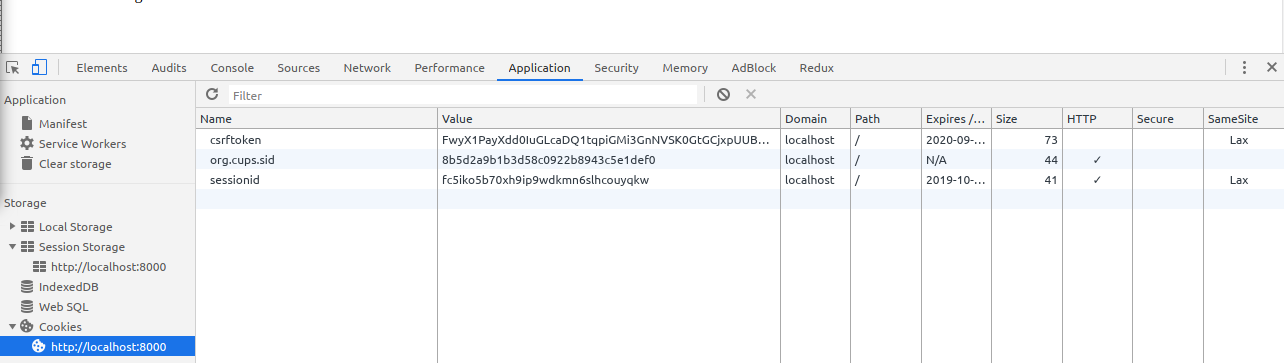 Elements Audits Console Sources Network Performance Application Security Memory AdBlock Redux
Application
Manifest
Service Workers
Clear storage
Storage
Local Storage
Session Storage
http://localhost:8000
IndexedDB
Web SQL
Cookies
http://localhost:8000
Filter
Name Value Domain Path Expires /... Size HTTP Secure SameSite
csrftoken FwyX1PayXdd0IuGLcaDQ1tqpiGMi3GnNVSK0GtGCjxpUUB... localhost / 2020-09-... 73 Lax
org.cups.sid 8b5d2a9b1b3d58c0922b8943c5e1def0 localhost / N/A 44 ✓
sessionid fc5iko5b70xh9ip9wdkmn6slhcouyqkw localhost / 2019-10-... 41 ✓ Lax